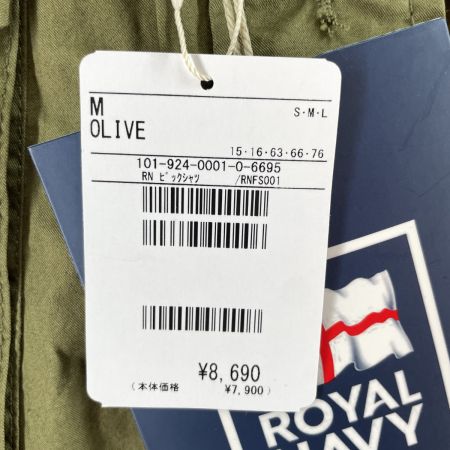 M
S・M・L
OLIVE
15・16・63・66・76
101-924-0001-0-6695
RN ビックシャツ /RNFS001
¥8,690
(本体価格 ¥7,900)
ROYAL
NAVY